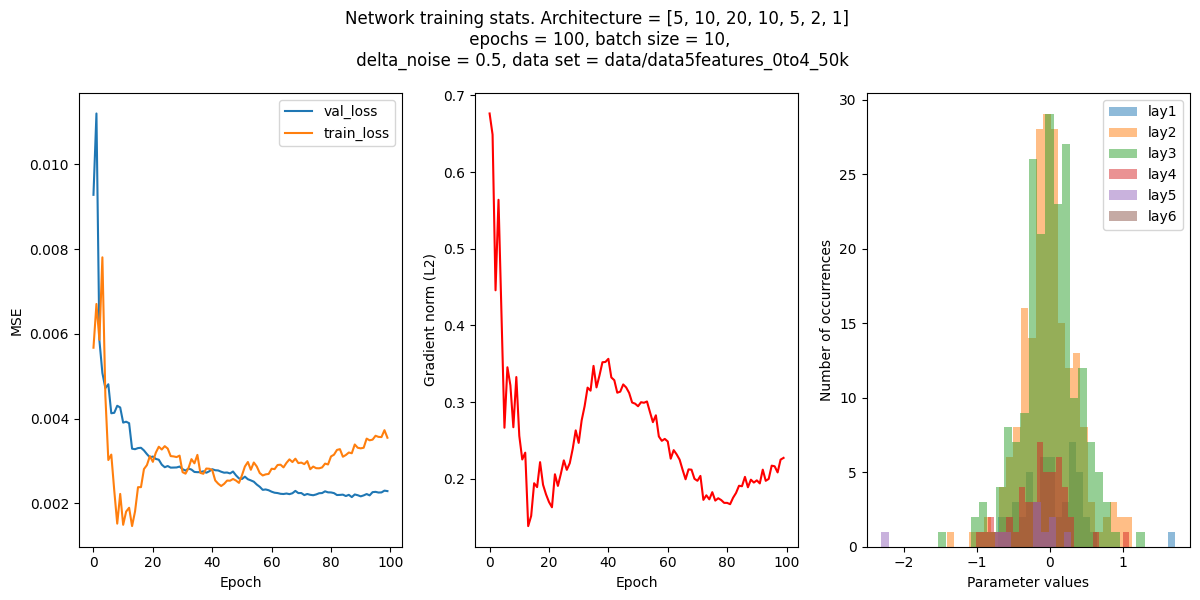 Network training stats. Architecture = [5, 10, 20, 10, 5, 2, 1]
epochs = 100, batch size = 10,
delta_noise = 0.5, data set = data/data5features_0to4_50k
MSE
0.010
0.008
0.006
0.004
0.002
0 20 40 60 80 100
Epoch
val_loss
train_loss
Gradient norm (L2)
0.7
0.6
0.5
0.4
0.3
0.2
0 20 40 60 80 100
Epoch
Number of occurrences
30
25
20
15
10
5
0
−2 −1 0 1
Parameter values
lay1
lay2
lay3
lay4
lay5
lay6